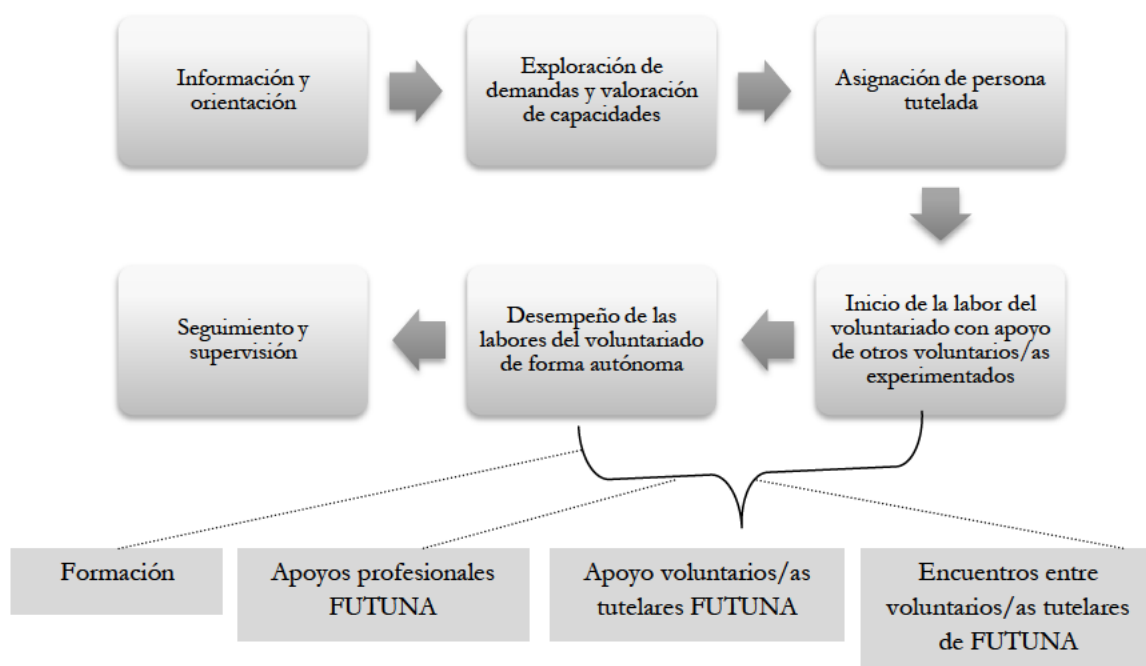 Información y
orientación
Exploración de
demandas y valoración
de capacidades
Asignación de persona
tutelada
Inicio de la labor del
voluntariado con apoyo
de otros voluntarios/as
experimentados
Desempeño de las
labores del voluntariado
de forma autónoma
Seguimiento y
supervisión
Formación
Apoyos profesionales
FUTUNA
Apoyo voluntarios/as
tutelares FUTUNA
Encuentros entre
voluntarios/as tutelares
de FUTUNA